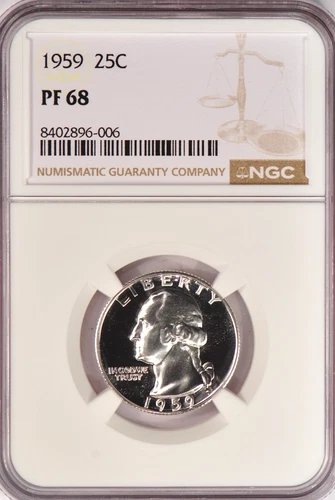 1959 25C
PF 68
8402896-006
NUMISMATIC GUARANTY COMPANY NGC
LIBERTY
IN GOD WE
TRUST
1959